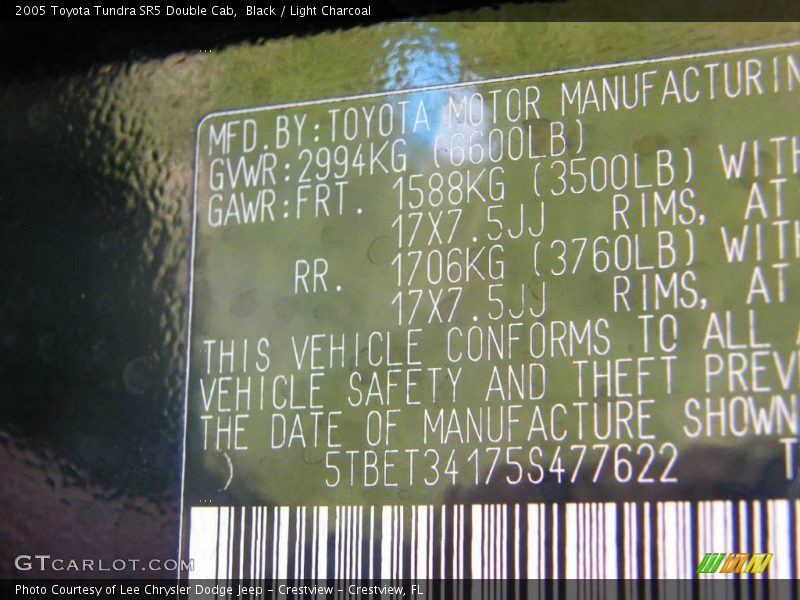 2005 Toyota Tundra SR5 Double Cab,  Black / Light Charcoal
MFD.BY:TOYOTA MOTOR MANUFACTURIN
GVWR:2994KG (6600LB)
GAWR:FRT. 1588KG (3500LB) WITH
17X7.5JJ RIMS, AT
RR. 1706KG (3760LB) WITH
17X7.5JJ RIMS, AT
THIS VEHICLE CONFORMS TO ALL A
VEHICLE SAFETY AND THEFT PREV
THE DATE OF MANUFACTURE SHOWN
) 5TBET34175S477622 T
GTCARLOT.COM
Photo Courtesy of Lee Chrysler Dodge Jeep – Crestview – Crestview, FL